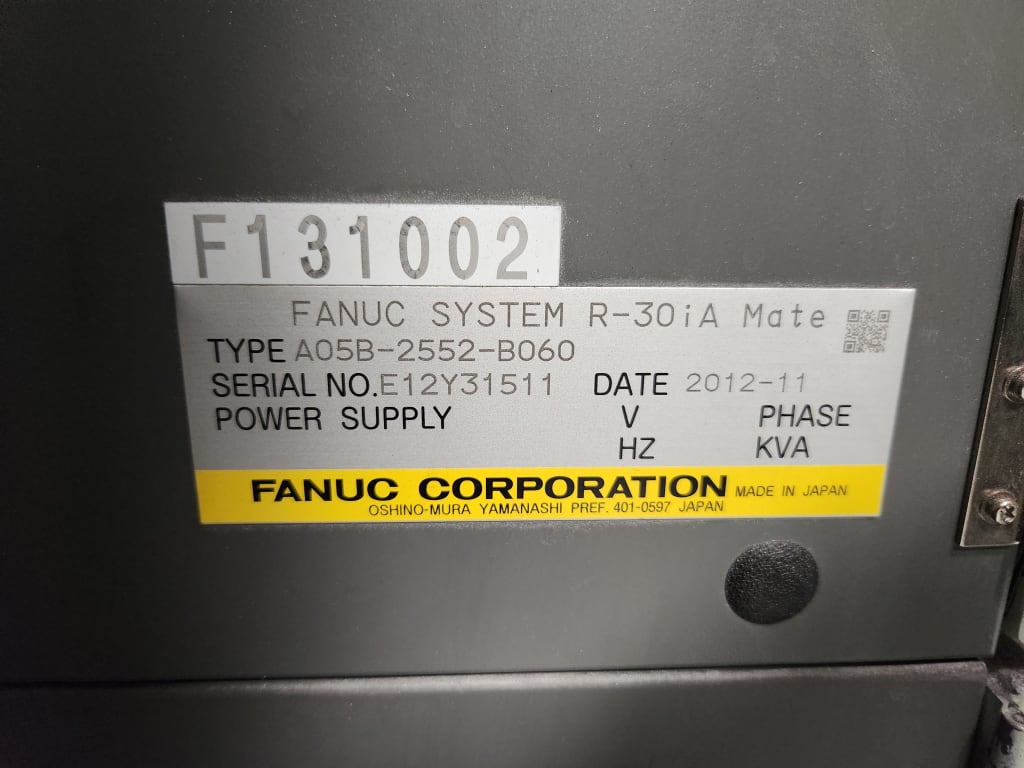 F131002
FANUC SYSTEM R-30iA Mate
TYPE A05B-2552-B060
SERIAL NO. E12Y31511 DATE 2012-11
POWER SUPPLY V PHASE
HZ KVA
FANUC CORPORATION MADE IN JAPAN
OSHINO-MURA YAMANASHI PREF. 401-0597 JAPAN